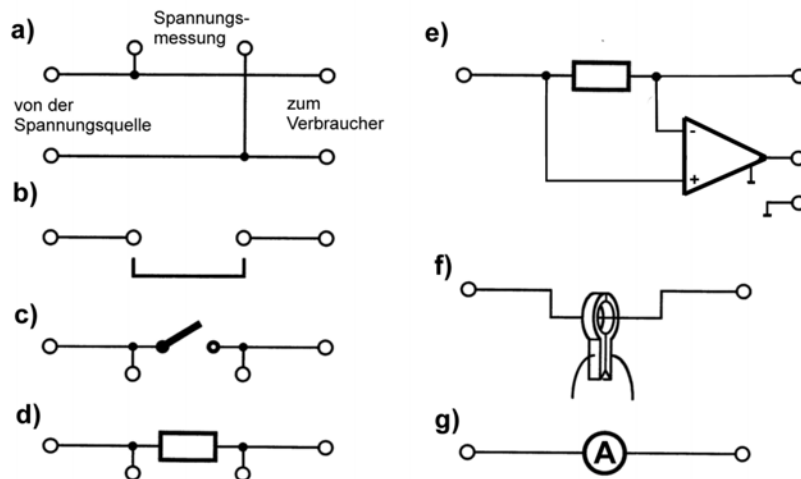 a)
Spannungs-
messung
von der
Spannungsquelle
zum
Verbraucher
b)
c)
d)
e)
-
+
f)
g)
A